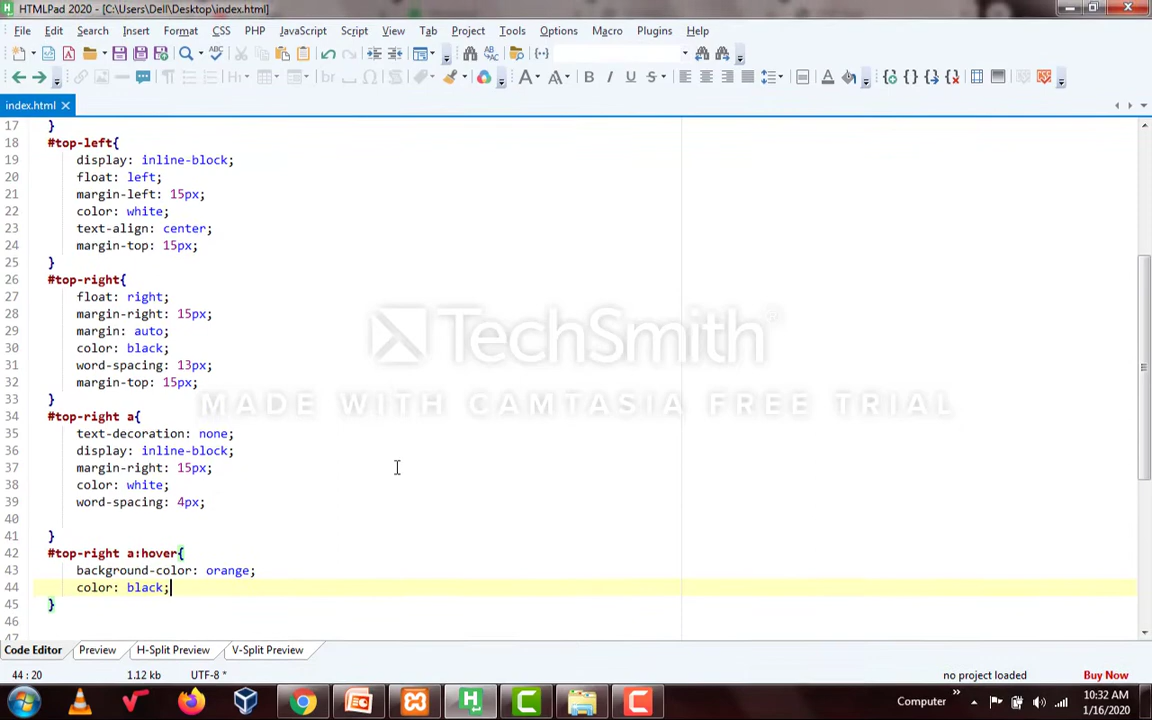 HTMLPad 2020 - [C:\Users\Dell\Desktop\index.html]
File Edit Search Insert Format CSS PHP JavaScript Script View Tab Project Tools Options Macro Plugins Help
index.html
17 }
18 #top-left{
19 display: inline-block;
20 float: left;
21 margin-left: 15px;
22 color: white;
23 text-align: center;
24 margin-top: 15px;
25 }
26 #top-right{
27 float: right;
28 margin-right: 15px;
29 margin: auto;
30 color: black;
31 word-spacing: 13px;
32 margin-top: 15px;
33 }
34 #top-right a{
35 text-decoration: none;
36 display: inline-block;
37 margin-right: 15px;
38 color: white;
39 word-spacing: 4px;
40
41 }
42 #top-right a:hover{
43 background-color: orange;
44 color: black;
45 }
46
47
TechSmith
MADE WITH CAMTASIA FREE TRIAL
Code Editor Preview H-Split Preview V-Split Preview
44 : 20 1.12 kb UTF-8 * no project loaded Buy Now
Computer 10:32 AM
1/16/2020